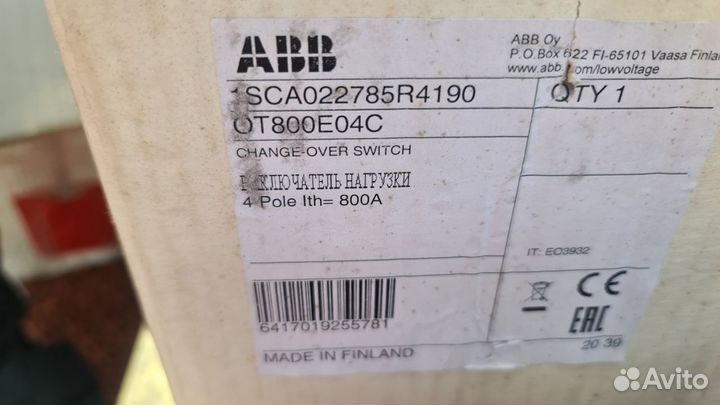 ABB
ABB Oy
P.O.Box 622 FI-65101 Vaasa Finla
www.abb.com/lowvoltage
1SCA022785R4190
QTY 1
OT800E04C
CHANGE-OVER SWITCH
ВЫКЛЮЧАТЕЛЬ НАГРУЗКИ
4 Pole Ith= 800A
IT: EO3932
CE
6417019255781
EAC
MADE IN FINLAND
20 39
Avito